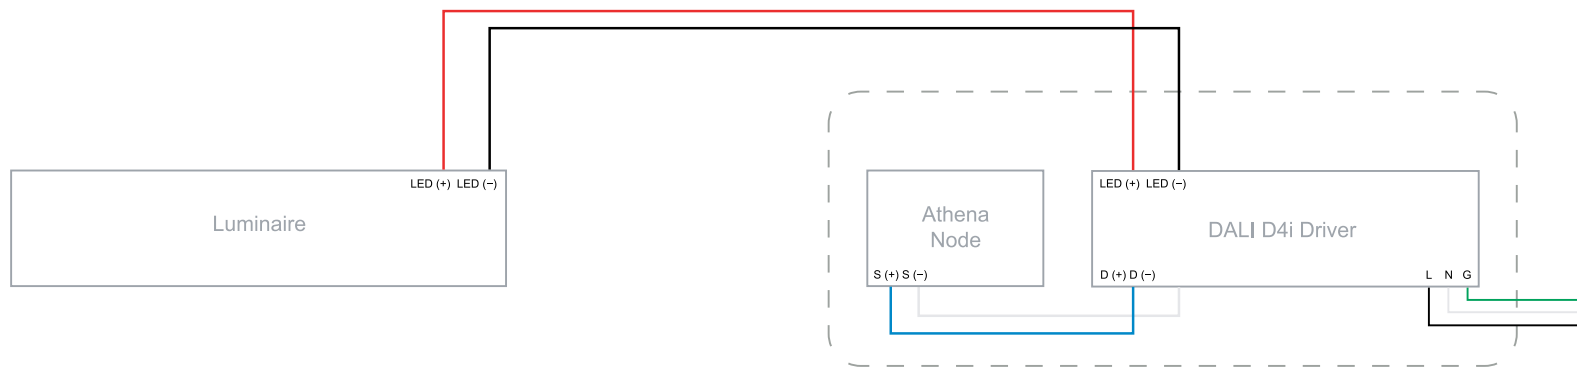 LED (+) LED (−)
Luminaire
LED (+) LED (−)
Athena
Node
DALI D4i Driver
S (+) S (−)
D (+) D (−)
L N G